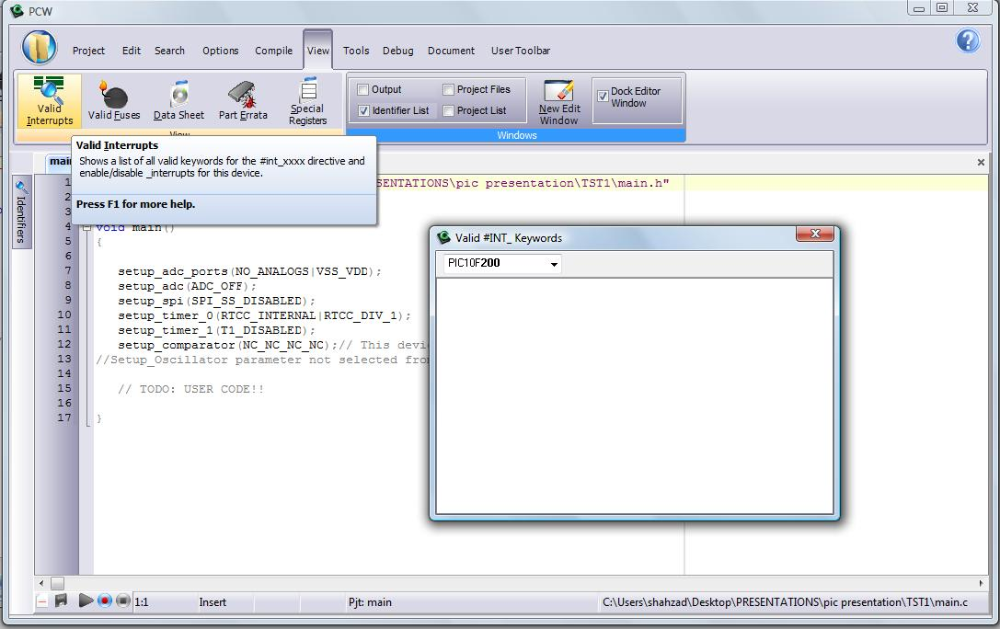 PCW
Project Edit Search Options Compile View Tools Debug Document User Toolbar
Valid Interrupts
Valid Fuses
Data Sheet
Part Errata
Special Registers
Output
Project Files
Identifier List
Project List
New Edit Window
Dock Editor Window
Windows
Valid Interrupts
Shows a list of all valid keywords for the #int_xxxx directive and
enable/disable _interrupts for this device.
Press F1 for more help.
Identifiers
1 ENTATIONS\pic presentation\TST1\main.h"
2
3
4 void main()
5 {
6
7 setup_adc_ports(NO_ANALOGS|VSS_VDD);
8 setup_adc(ADC_OFF);
9 setup_spi(SPI_SS_DISABLED);
10 setup_timer_0(RTCC_INTERNAL|RTCC_DIV_1);
11 setup_timer_1(T1_DISABLED);
12 setup_comparator(NC_NC_NC_NC);// This devi
13 //Setup_Oscillator parameter not selected fro
14
15 // TODO: USER CODE!!
16
17 }
Valid #INT_ Keywords
PIC10F200
1:1 Insert Pjt: main C:\Users\shahzad\Desktop\PRESENTATIONS\pic presentation\TST1\main.c